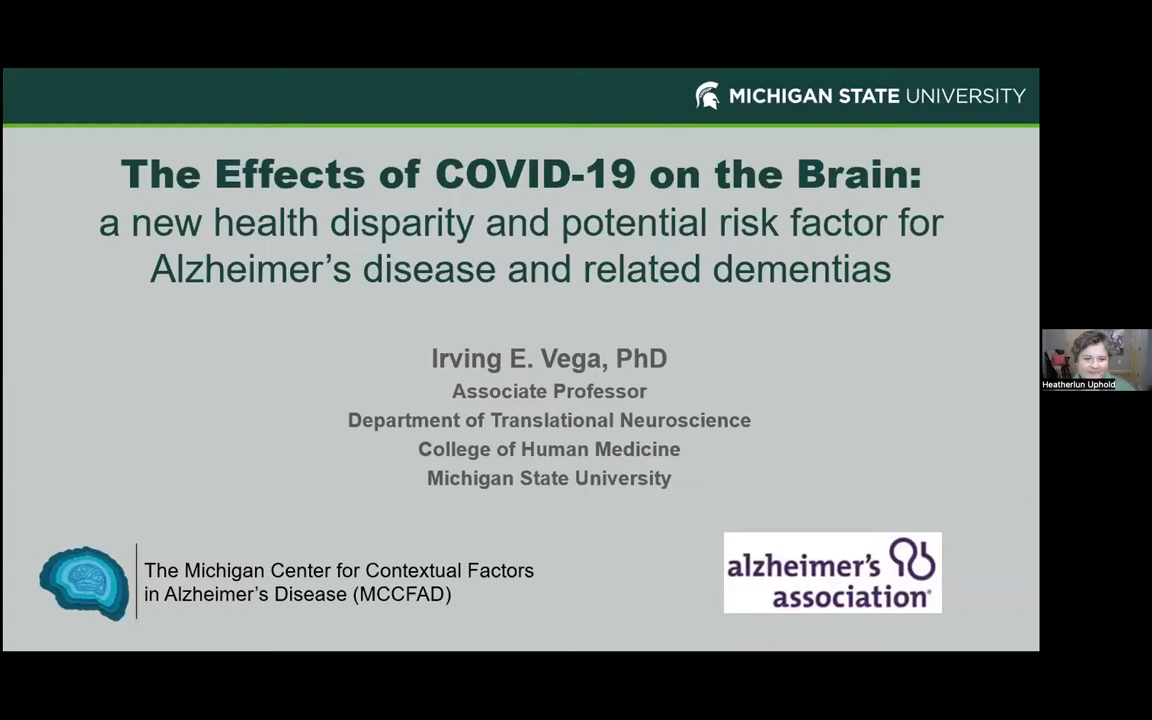 MICHIGAN STATE UNIVERSITY
The Effects of COVID-19 on the Brain:
a new health disparity and potential risk factor for
Alzheimer’s disease and related dementias
Irving E. Vega, PhD
Associate Professor
Department of Translational Neuroscience
College of Human Medicine
Michigan State University
Heatherlun Uphold
The Michigan Center for Contextual Factors
in Alzheimer’s Disease (MCCFAD)
alzheimer's
association®